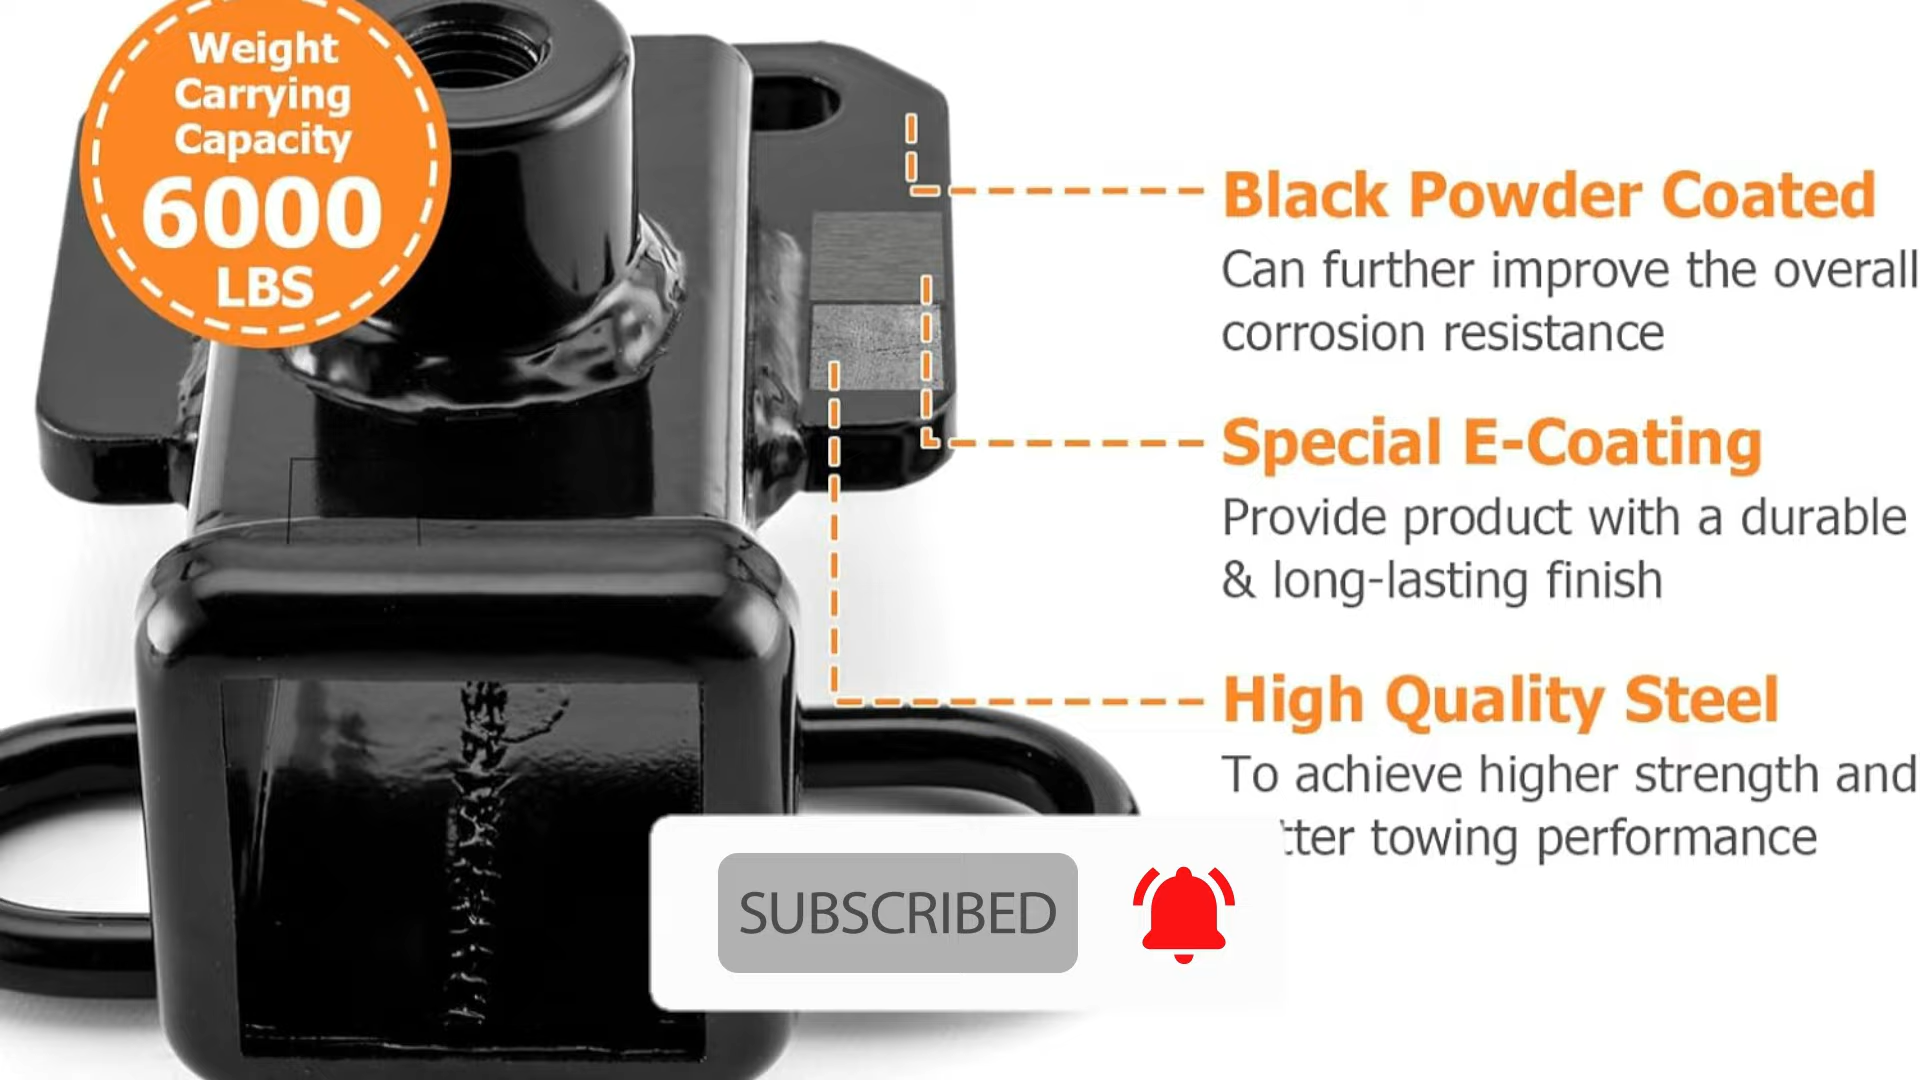 Weight
Carrying
Capacity
6000
LBS
Black Powder Coated
Can further improve the overall
corrosion resistance
Special E-Coating
Provide product with a durable
& long-lasting finish
High Quality Steel
To achieve higher strength and
towing performance
SUBSCRIBED